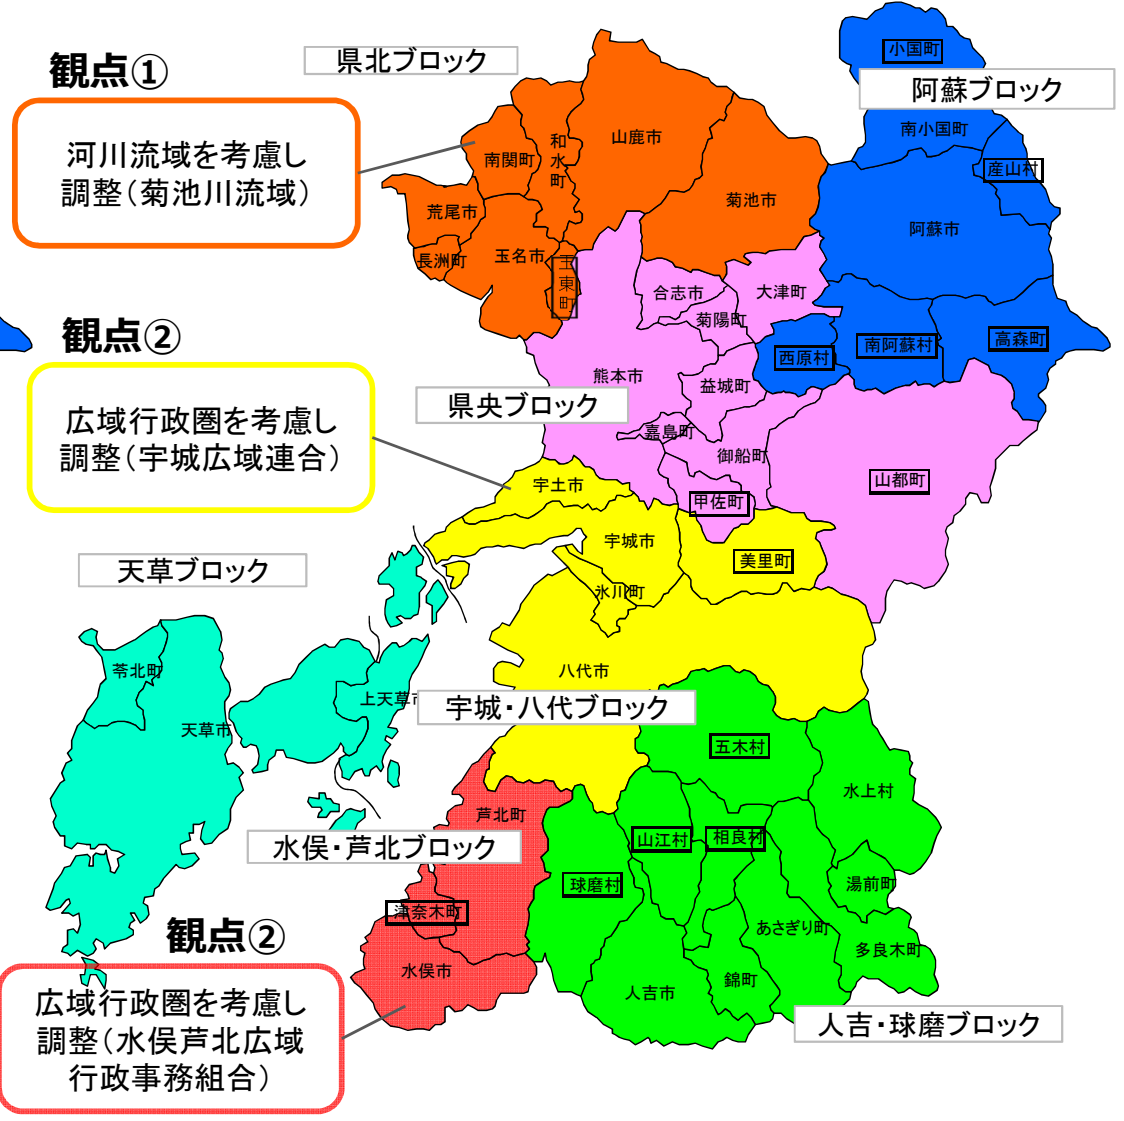 観点①
県北ブロック
小国町
阿蘇ブロック
河川流域を考慮し
調整（菊池川流域）
南関町
和水町
山鹿市
南小国町
産山村
荒尾市
菊池市
阿蘇市
長洲町
玉名市
玉東町
合志市
大津町
菊陽町
観点②
西原村
南阿蘇村
高森町
熊本市
益城町
広域行政圏を考慮し
調整（宇城広域連合）
県央ブロック
嘉島町
御船町
山都町
宇土市
甲佐町
宇城市
美里町
天草ブロック
氷川町
苓北町
八代市
上天草市
天草市
宇城・八代ブロック
五木村
水上村
芦北町
水俣・芦北ブロック
山江村
相良村
球磨村
湯前町
津奈木町
あさぎり町
観点②
多良木町
水俣市
錦町
人吉市
広域行政圏を考慮し
調整（水俣芦北広域
行政事務組合）
人吉・球磨ブロック